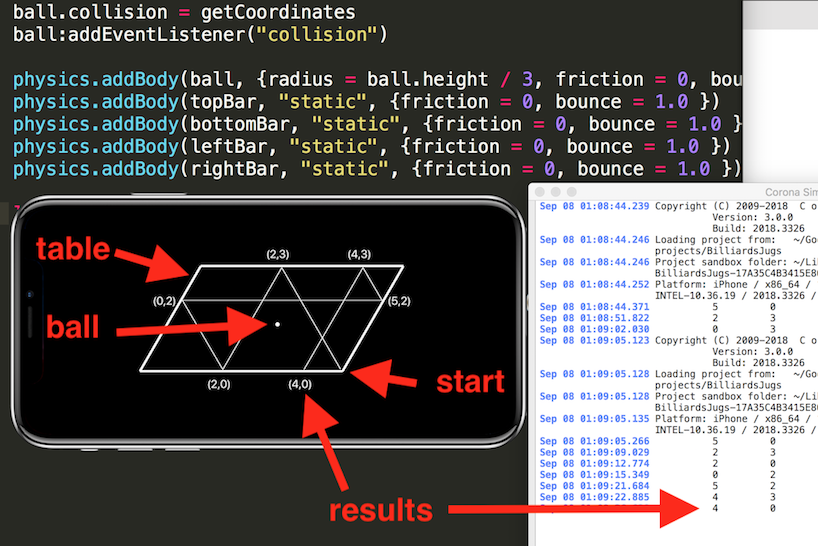 ball.collision = getCoordinates
ball:addEventListener("collision")
physics.addBody(ball, {radius = ball.height / 3, friction = 0, bou
physics.addBody(topBar, "static", {friction = 0, bounce = 1.0 })
physics.addBody(bottomBar, "static", {friction = 0, bounce = 1.0 }
physics.addBody(leftBar, "static", {friction = 0, bounce = 1.0 })
physics.addBody(rightBar, "static", {friction = 0, bounce = 1.0 })
table
ball
start
results
(2,3)
(4,3)
(0,2)
(5,2)
(2,0)
(4,0)
Corona Sim
Sep 08 01:08:44.239 Copyright (C) 2009-2018 C o
Version: 3.0.0
Build: 2018.3326
Sep 08 01:08:44.246 Loading project from: ~/Go
projects/BilliardsJugs
Sep 08 01:08:44.246 Project sandbox folder: ~/Li
BilliardsJugs-17A35C4B3415E8
Sep 08 01:08:44.252 Platform: iPhone / x86_64 /
INTEL-10.36.19 / 2018.3326 /
Sep 08 01:08:44.371 5 0
Sep 08 01:08:51.822 2 3
Sep 08 01:09:02.030 0 3
Sep 08 01:09:05.123 Copyright (C) 2009-2018 C o
Version: 3.0.0
Build: 2018.3326
Sep 08 01:09:05.128 Loading project from: ~/Go
projects/BilliardsJugs
Sep 08 01:09:05.128 Project sandbox folder: ~/Li
BilliardsJugs-17A35C4B3415E8
Sep 08 01:09:05.135 Platform: iPhone / x86_64 /
INTEL-10.36.19 / 2018.3326 /
Sep 08 01:09:05.266 5 0
Sep 08 01:09:09.029 2 3
Sep 08 01:09:12.774 2 0
Sep 08 01:09:15.349 0 2
Sep 08 01:09:21.684 5 2
Sep 08 01:09:22.885 4 3
4 0